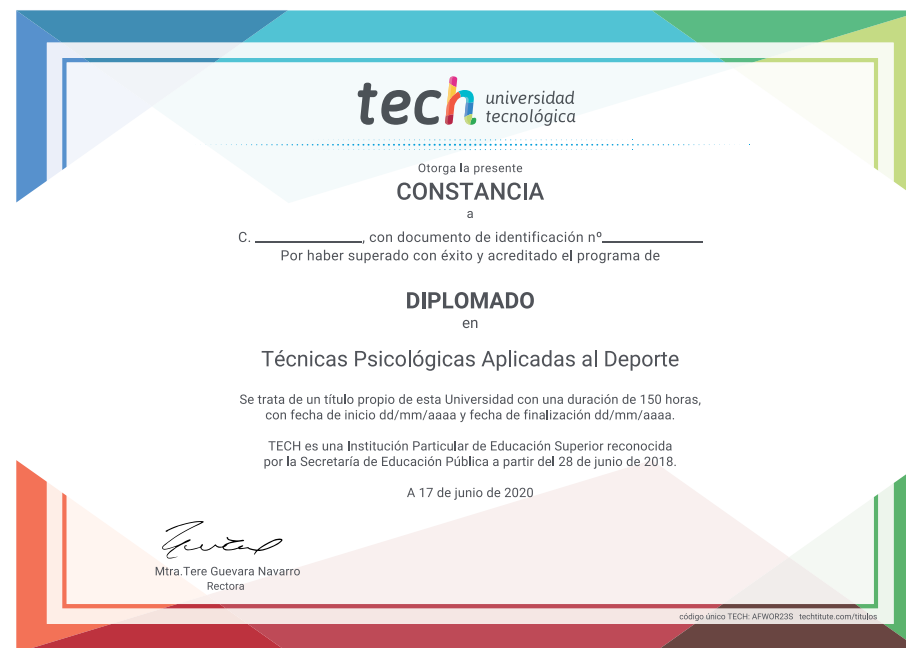 tech universidad
tecnológica
Otorga la presente
CONSTANCIA
a
C. ____________, con documento de identificación nº____________
Por haber superado con éxito y acreditado el programa de
DIPLOMADO
en
Técnicas Psicológicas Aplicadas al Deporte
Se trata de un título propio de esta Universidad con una duración de 150 horas,
con fecha de inicio dd/mm/aaaa y fecha de finalización dd/mm/aaaa.
TECH es una Institución Particular de Educación Superior reconocida
por la Secretaría de Educación Pública a partir del 28 de junio de 2018.
A 17 de junio de 2020
Mtra.Tere Guevara Navarro
Rectora
código único TECH: AFWOR23S techtitute.com/titulos